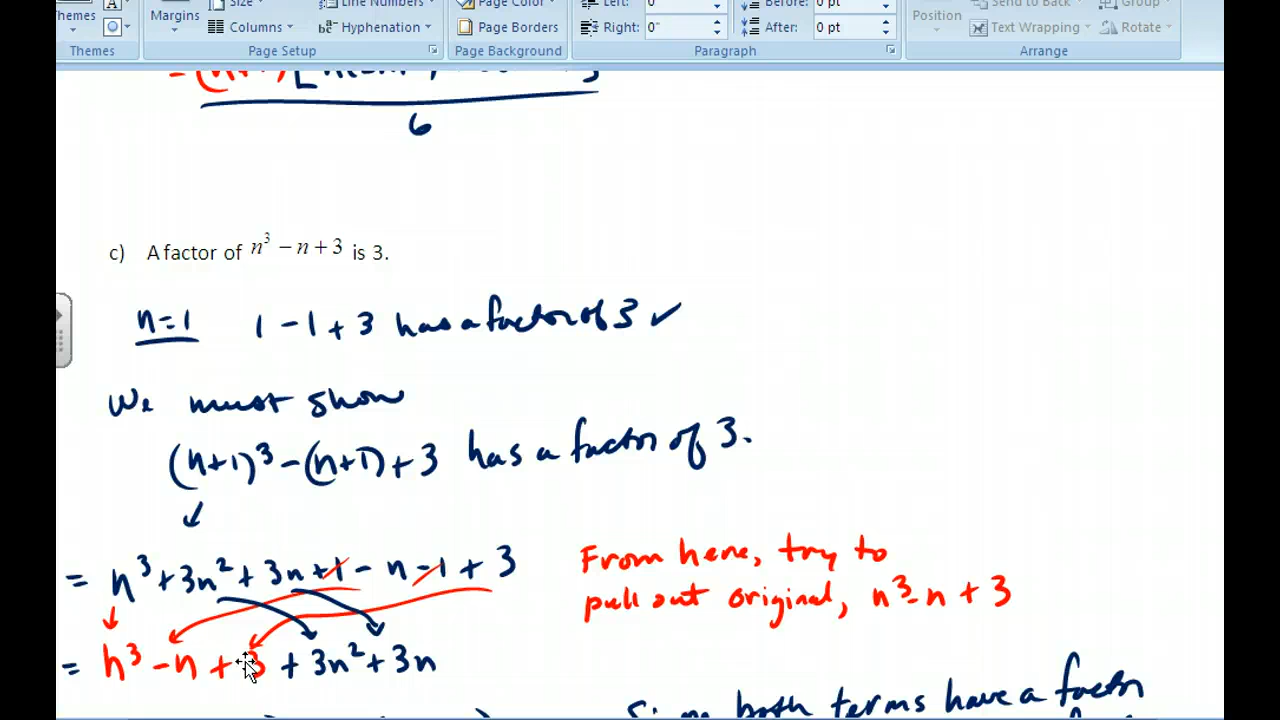 Themes Margins Size Columns Line Numbers Hyphenation Page Color Page Borders Left: 0 Right: 0" Before: 0 pt After: 0 pt Position Send to Back Text Wrapping Group Rotate
Themes Page Setup Page Background Paragraph Arrange
6
c) A factor of n³ − n + 3 is 3.
n=1 1 - 1 + 3 has a factor of 3 ✓
We must show
(n+1)³ - (n+1) + 3 has a factor of 3.
= n³ + 3n² + 3n + 1 - n - 1 + 3
From here, try to
pull out original, n³ - n + 3
= n³ - n + 3 + 3n² + 3n
Since both terms have a factor